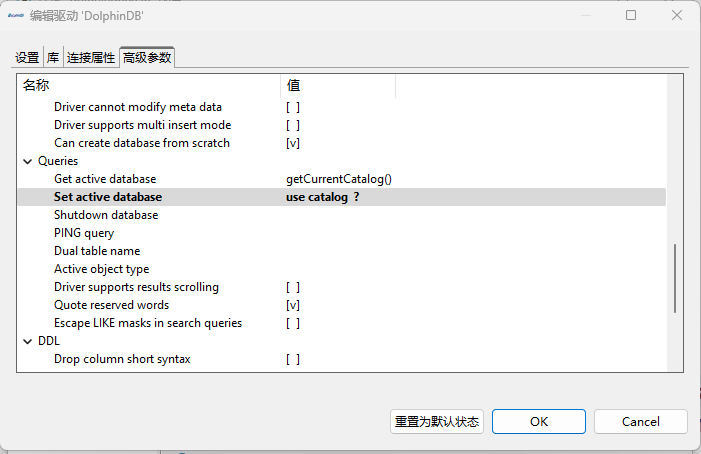 编辑驱动 'DolphinDB'
设置 库 连接属性 高级参数
名称 值
Driver cannot modify meta data [ ]
Driver supports multi insert mode [ ]
Can create database from scratch [v]
Queries
Get active database getCurrentCatalog()
Set active database use catalog ?
Shutdown database
PING query
Dual table name
Active object type
Driver supports results scrolling [ ]
Quote reserved words [v]
Escape LIKE masks in search queries [ ]
DDL
Drop column short syntax [ ]
重置为默认状态 OK Cancel